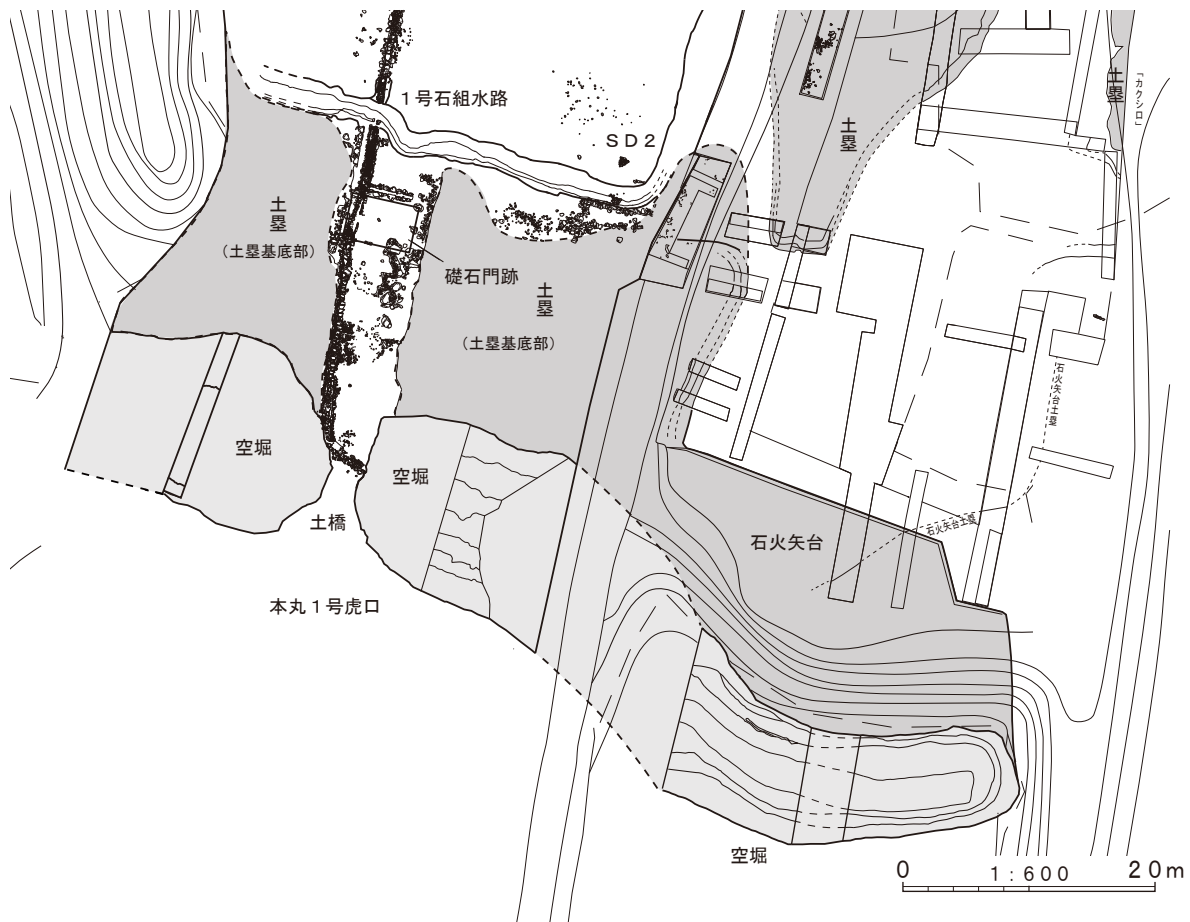 1号石組水路
SD2
土塁
土塁
「カクシロ」
土塁
(土塁基底部)
礎石門跡
土塁
(土塁基底部)
石火矢台土塁
空堀
空堀
土橋
石火矢台土塁
石火矢台
本丸1号虎口
空堀
0 1:600 20m